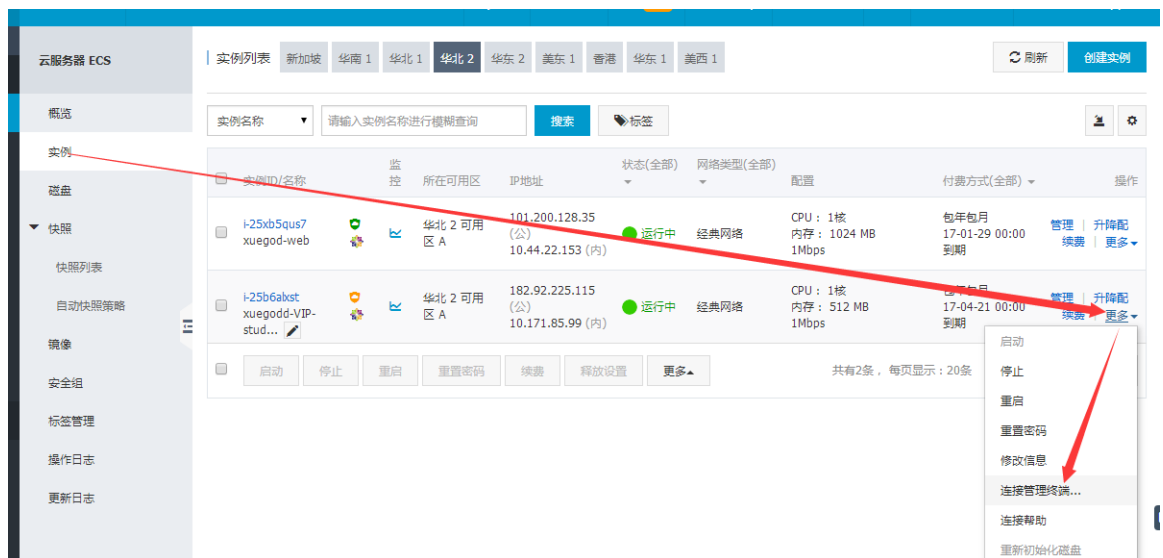 云服务器 ECS
概览
实例
磁盘
快照
快照列表
自动快照策略
镜像
安全组
标签管理
操作日志
更新日志
实例列表 新加坡 华南 1 华北 1 华北 2 华东 2 美东 1 香港 华东 1 美西 1 刷新 创建实例
实例名称 请输入实例名称进行模糊查询 搜索 标签
实例ID/名称 监控 所在可用区 IP地址 状态(全部) 网络类型(全部) 配置 付费方式(全部) 操作
i-25xb5qus7
xuegod-web
华北 2 可用
区 A
101.200.128.35
(公)
10.44.22.153 (内)
运行中
经典网络
CPU : 1核
内存 : 1024 MB
1Mbps
包年包月
17-01-29 00:00
到期
管理 | 升降配
续费 | 更多
i-25b6alxst
xuegodd-VIP-
stud...
华北 2 可用
区 A
182.92.225.115
(公)
10.171.85.99 (内)
运行中
经典网络
CPU : 1核
内存 : 512 MB
1Mbps
包年包月
17-04-21 00:00
到期
管理 | 升降配
续费 | 更多
启动 停止 重启 重置密码 续费 释放设置 更多
共有2条，每页显示：20条
启动
停止
重启
重置密码
修改信息
连接管理终端...
连接帮助
重新初始化磁盘